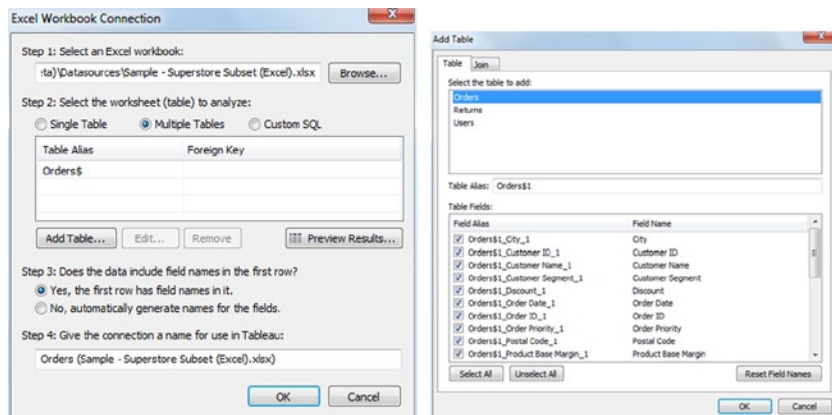 Excel Workbook Connection
Step 1: Select an Excel workbook:
:ta)\Datasources\Sample - Superstore Subset (Excel).xlsx
Browse...
Step 2: Select the worksheet (table) to analyze:
Single Table Multiple Tables Custom SQL
Table Alias Foreign Key
Orders$
Add Table... Edit... Remove Preview Results...
Step 3: Does the data include field names in the first row?
Yes, the first row has field names in it.
No, automatically generate names for the fields.
Step 4: Give the connection a name for use in Tableau:
Orders (Sample - Superstore Subset (Excel).xlsx)
OK Cancel
Add Table
Table Join
Select the table to add:
Orders
Returns
Users
Table Alias: Orders$1
Table Fields:
Field Alias Field Name
Orders$1_City_1 City
Orders$1_Customer ID_1 Customer ID
Orders$1_Customer Name_1 Customer Name
Orders$1_Customer Segment_1 Customer Segment
Orders$1_Discount_1 Discount
Orders$1_Order Date_1 Order Date
Orders$1_Order ID_1 Order ID
Orders$1_Order Priority_1 Order Priority
Orders$1_Postal Code_1 Postal Code
Orders$1_Product Base Margin_1 Product Base Margin
Select All Unselect All Reset Field Names
OK Cancel